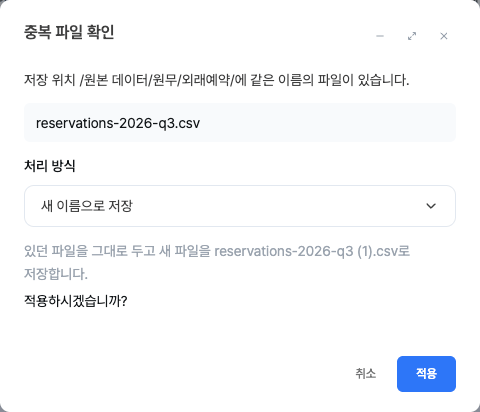 중복 파일 확인
저장 위치 /원본 데이터/원무/외래예약/에 같은 이름의 파일이 있습니다.
reservations-2026-q3.csv
처리 방식
새 이름으로 저장
있던 파일을 그대로 두고 새 파일을 reservations-2026-q3 (1).csv로
저장합니다.
적용하시겠습니까?
취소
적용